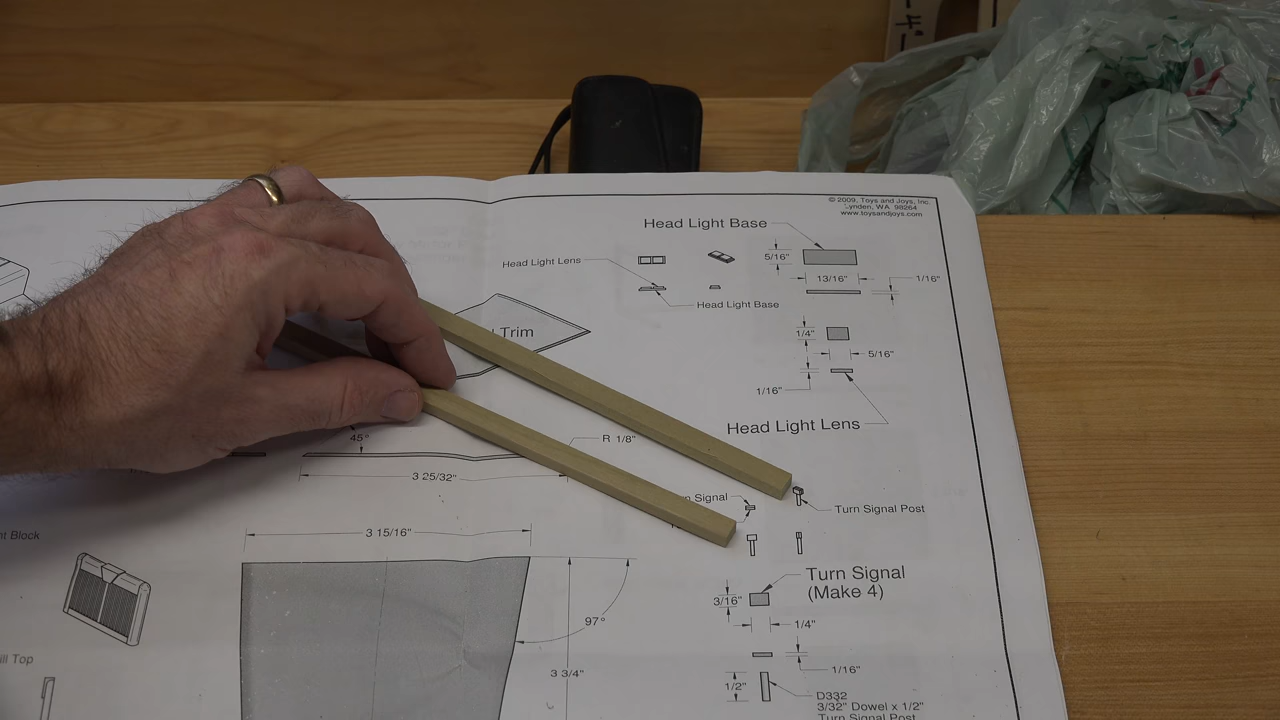 4"
© 2009, Toys and Joys, Inc.
ynden, WA 98264
www.toysandjoys.com
Head Light Base
Head Light Lens
5/16"
13/16"
1/16"
Head Light Base
Trim
1/4"
5/16"
1/16"
Head Light Lens
45°
R 1/8"
3 25/32"
Signal
Turn Signal Post
3 15/16"
Block
Turn Signal
(Make 4)
3/16"
1/4"
97°
Top
3 3/4"
1/16"
1/2"
D332
3/32" Dowel x 1/2"
Turn Signal Post